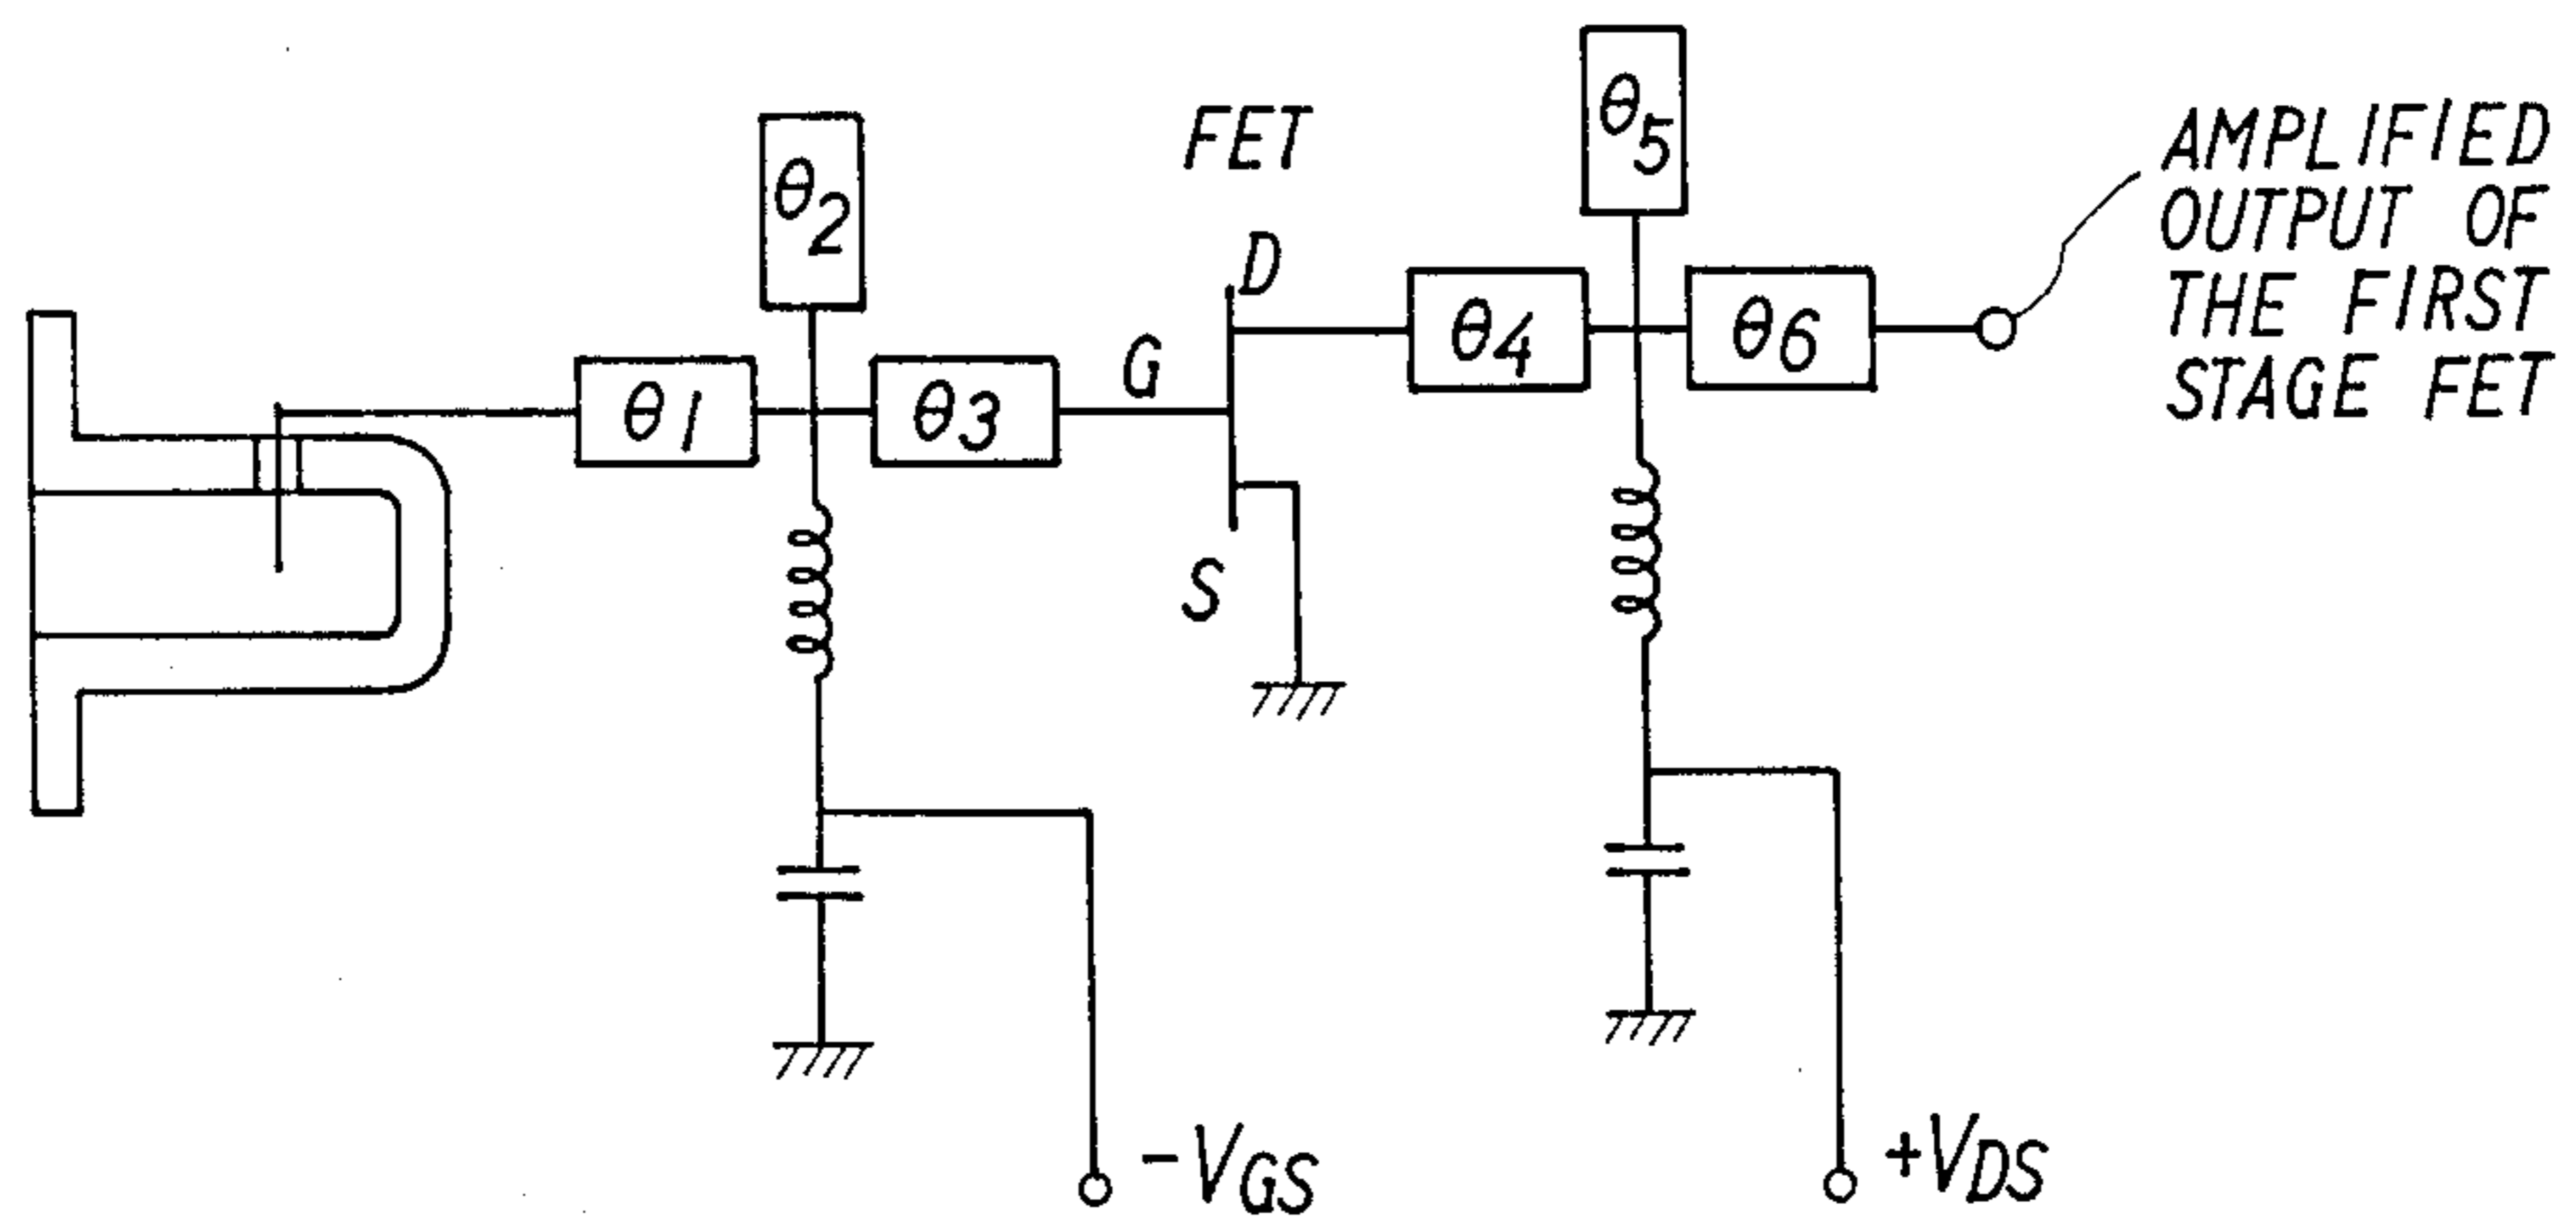 θ1
θ2
θ3
FET
G
D
S
θ4
θ5
θ6
AMPLIFIED
OUTPUT OF
THE FIRST
STAGE FET
-VGS
+VDS